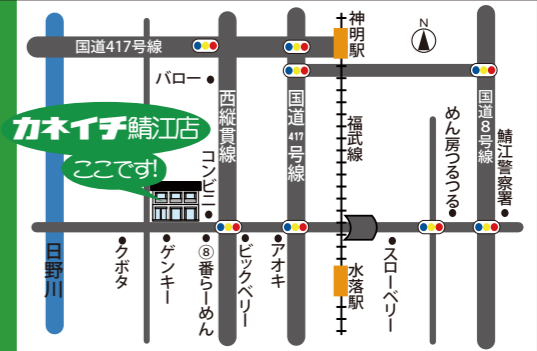 神明駅
N
国道417号線
バロー
カネイチ鯖江店
ここです!
西縦貫線
国道417号線
福武線
めん房つるつる
国道8号線
鯖江警察署
コンビニ
日野川
クボタ
ゲンキー
⑧番らーめん
ビックベリー
アオキ
水落駅
スローベリー